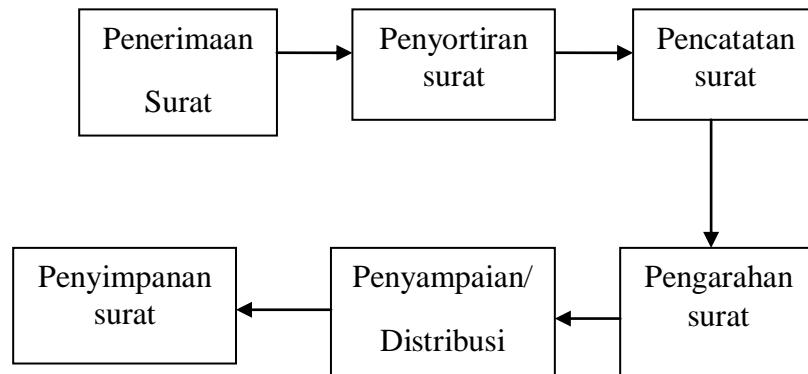 Penerimaan
Surat
Penyortiran
surat
Pencatatan
surat
Pengarahan
surat
Penyampaian/
Distribusi
Penyimpanan
surat